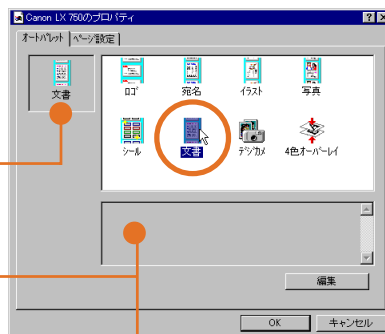 Canon LX 750のプロパティ
オートパレット
ページ設定
文書
ロゴ
宛名
イラスト
写真
シール
文書
デジカメ
4色オーバーレイ
編集
OK
キャンセル